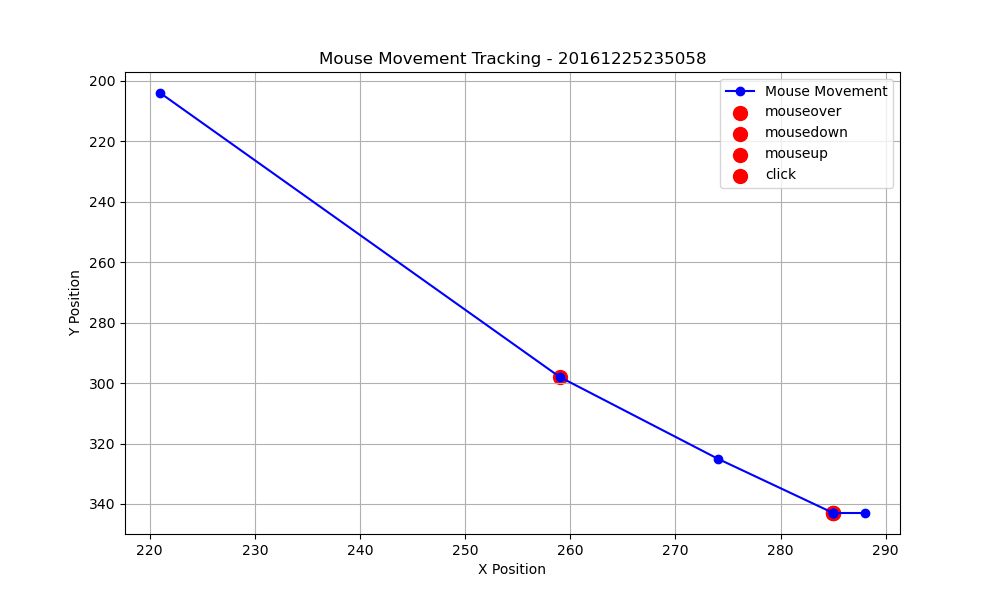 Mouse Movement Tracking - 20161225235058
Mouse Movement
mouseover
mousedown
mouseup
click
200
220
240
260
280
300
320
340
Y Position
220 230 240 250 260 270 280 290
X Position